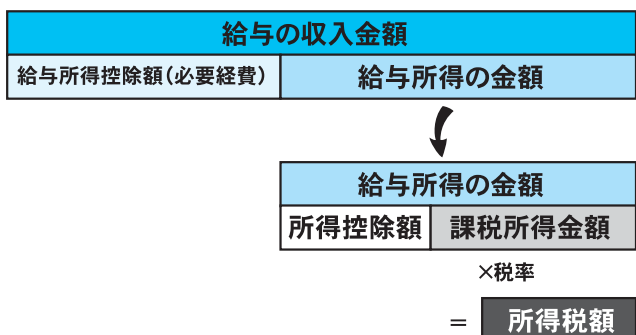 給与の収入金額
給与所得控除額(必要経費)
給与所得の金額
給与所得の金額
所得控除額
課税所得金額
×税率
=
所得税額